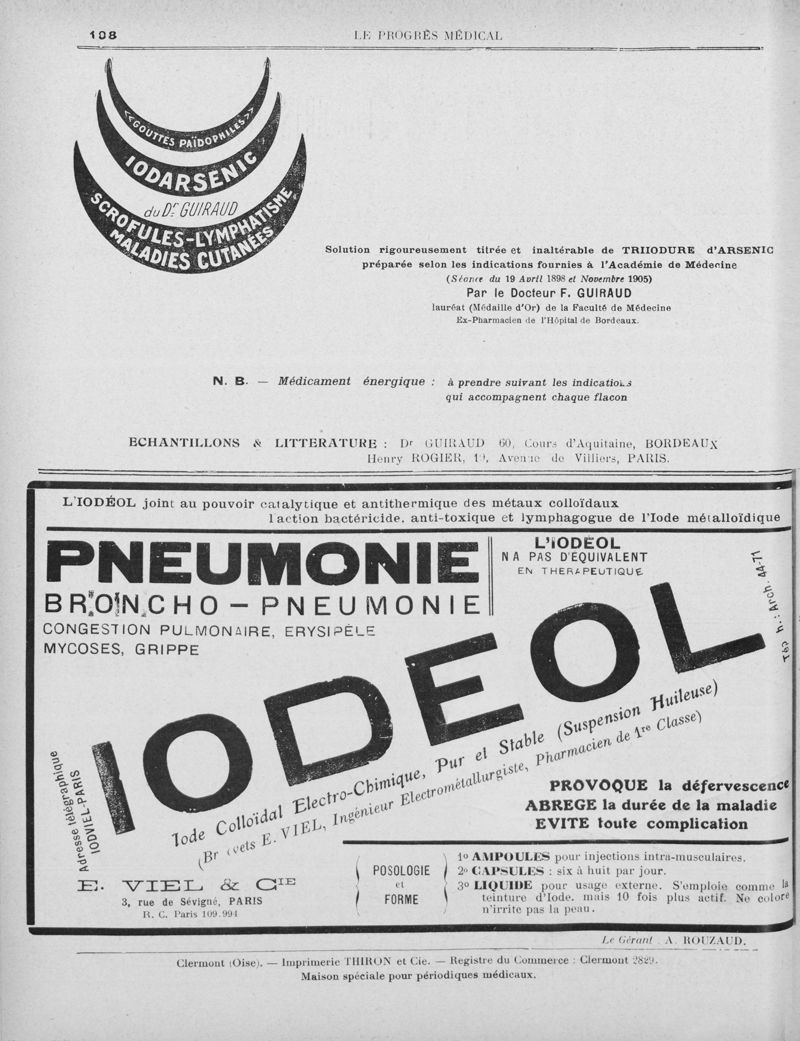 108
LE PROGRÈS MÉDICAL
«GOUTTES PAÏDOPHILES»
IODARSENIC
du Dr GUIRAUD
SCROFULES-LYMPHATISME
MALADIES CUTANÉES
Solution rigoureusement titrée et inaltérable de TRIIODURE d'ARSENIC
préparée selon les indications fournies à l'Académie de Médecine
(Séance du 19 Avril 1898 et Novembre 1905)
Par le Docteur F. GUIRAUD
lauréat (Médaille d'Or) de la Faculté de Médecine
Ex-Pharmacien de l'Hôpital de Bordeaux.
N. B. — Médicament énergique : à prendre suivant les indications
qui accompagnent chaque flacon
ECHANTILLONS & LITTERATURE : Dr GUIRAUD 60, Cours d'Aquitaine, BORDEAUX
Henry ROGIER, Avenue de Villiers, PARIS.
L'IODÉOL joint au pouvoir catalytique et antithermique des métaux colloïdaux
l'action bactéricide. anti-toxique et lymphagogue de l'Iode métalloïdique
PNEUMONIE
BRONCHO – PNEUMONIE
CONGESTION PULMONAIRE, ERYSIPÈLE
MYCOSES, GRIPPE
L'IODÉOL
N'A PAS D'ÉQUIVALENT
EN THERAPEUTIQUE
Tép h.: Arch. 44-71
IODEOL
Iode Colloïdal Electro-Chimique, Pur et Stable (Suspension Huileuse)
(Brevets E. VIEL, Ingénieur Electrométallurgiste, Pharmacien de 1re Classe)
Adresse télégraphique
IODVIEL-PARIS
PROVOQUE la défervescence
ABREGE la durée de la maladie
EVITE toute complication
E. VIEL & CIE
3, rue de Sévigné, PARIS
R. C. Paris 109.994
POSOLOGIE
et
FORME
1o AMPOULES pour injections intra-musculaires.
2o CAPSULES : six à huit par jour.
3o LIQUIDE pour usage externe. S'emploie comme la
teinture d'Iode. mais 10 fois plus actif. Ne colore
n'irrite pas la peau.
Le Gérant : A. ROUZAUD.
Clermont (Oise). — Imprimerie THIRON et Cie. — Registre du Commerce : Clermont 2829.
Maison spéciale pour périodiques médicaux.